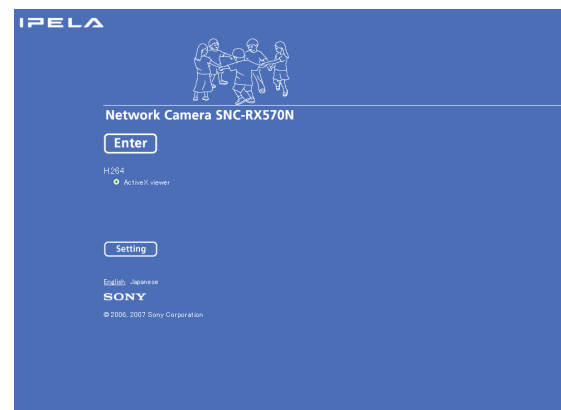 IPELA
Network Camera SNC-RX570N
Enter
H.264
ActiveX viewer
Setting
English Japanese
SONY
© 2006, 2007 Sony Corporation